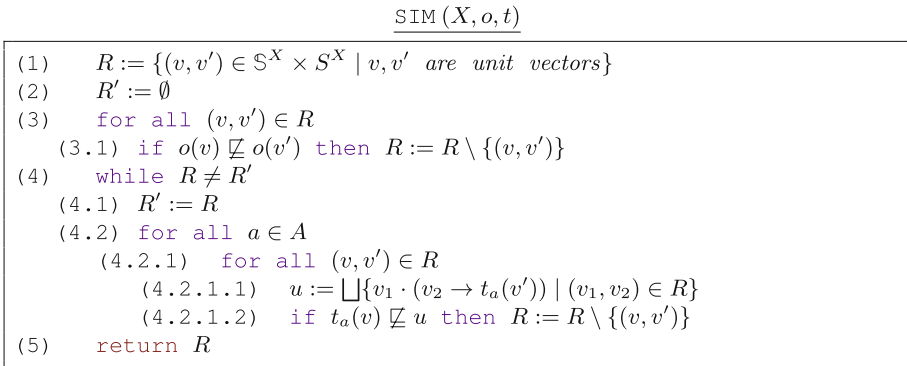 SIM (X, o, t)
(1) R := {(v, v′) ∈ 𝕊^X × S^X | v, v′ are unit vectors}
(2) R′ := ∅
(3) for all (v, v′) ∈ R
(3.1) if o(v) ⋢ o(v′) then R := R \ {(v, v′)}
(4) while R ≠ R′
(4.1) R′ := R
(4.2) for all a ∈ A
(4.2.1) for all (v, v′) ∈ R
(4.2.1.1) u := ⨆{v₁ · (v₂ → tₐ(v′)) | (v₁, v₂) ∈ R}
(4.2.1.2) if tₐ(v) ⋢ u then R := R \ {(v, v′)}
(5) return R